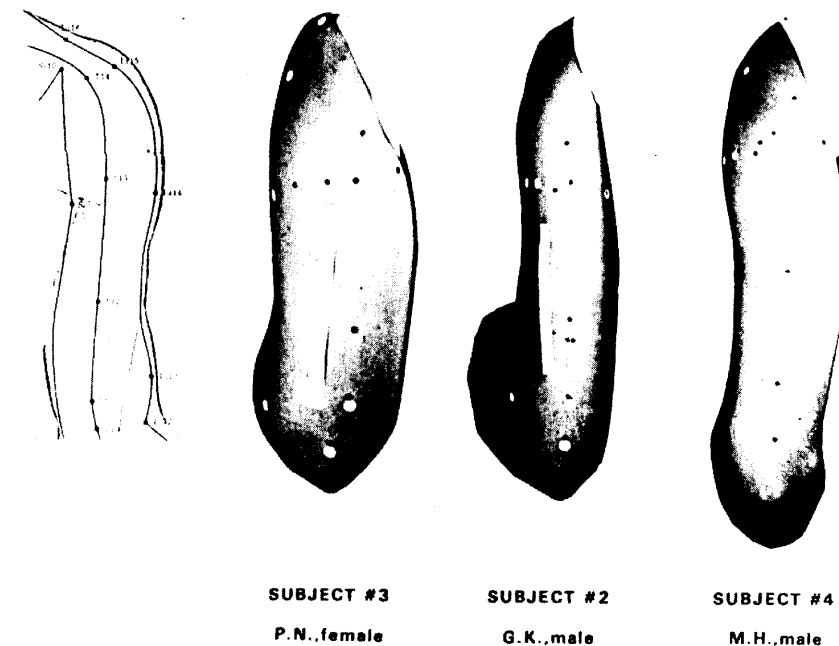 SUBJECT #3
P.N.,female
SUBJECT #2
G.K.,male
SUBJECT #4
M.H.,male